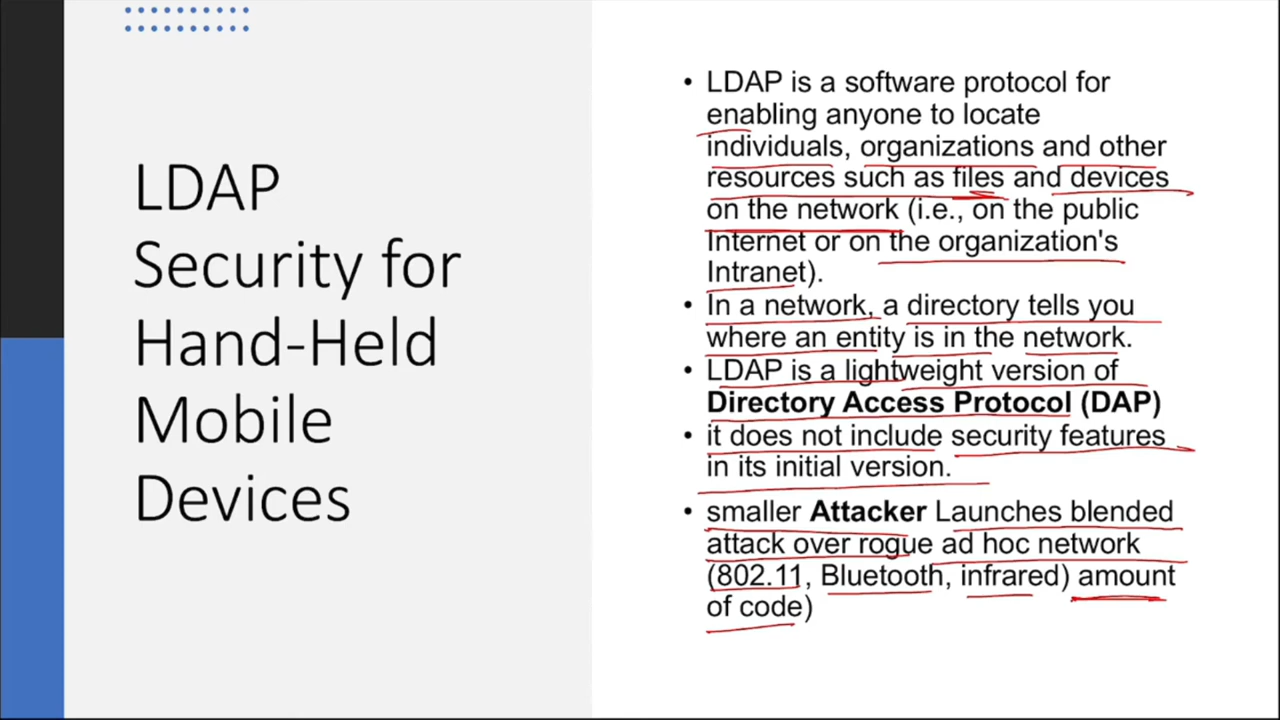 LDAP
Security for
Hand-Held
Mobile
Devices
• LDAP is a software protocol for
enabling anyone to locate
individuals, organizations and other
resources such as files and devices
on the network (i.e., on the public
Internet or on the organization's
Intranet).
• In a network, a directory tells you
where an entity is in the network.
• LDAP is a lightweight version of
Directory Access Protocol (DAP)
• it does not include security features
in its initial version.
• smaller Attacker Launches blended
attack over rogue ad hoc network
(802.11, Bluetooth, infrared) amount
of code)